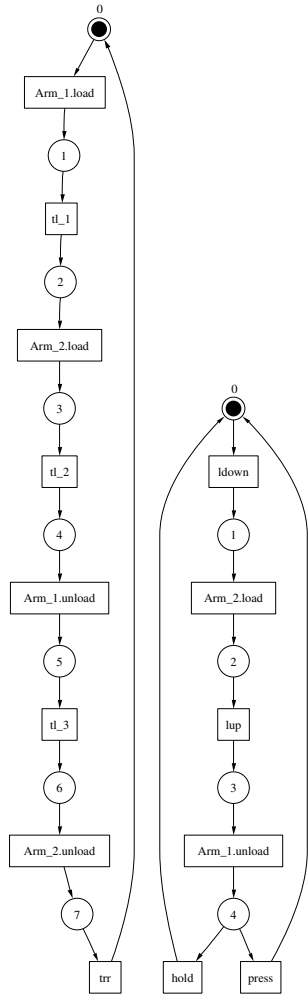 0
Arm_1.load
1
tl_1
2
Arm_2.load
3
tl_2
4
Arm_1.unload
5
tl_3
6
Arm_2.unload
7
trr
0
ldown
1
Arm_2.load
2
lup
3
Arm_1.unload
4
hold
press